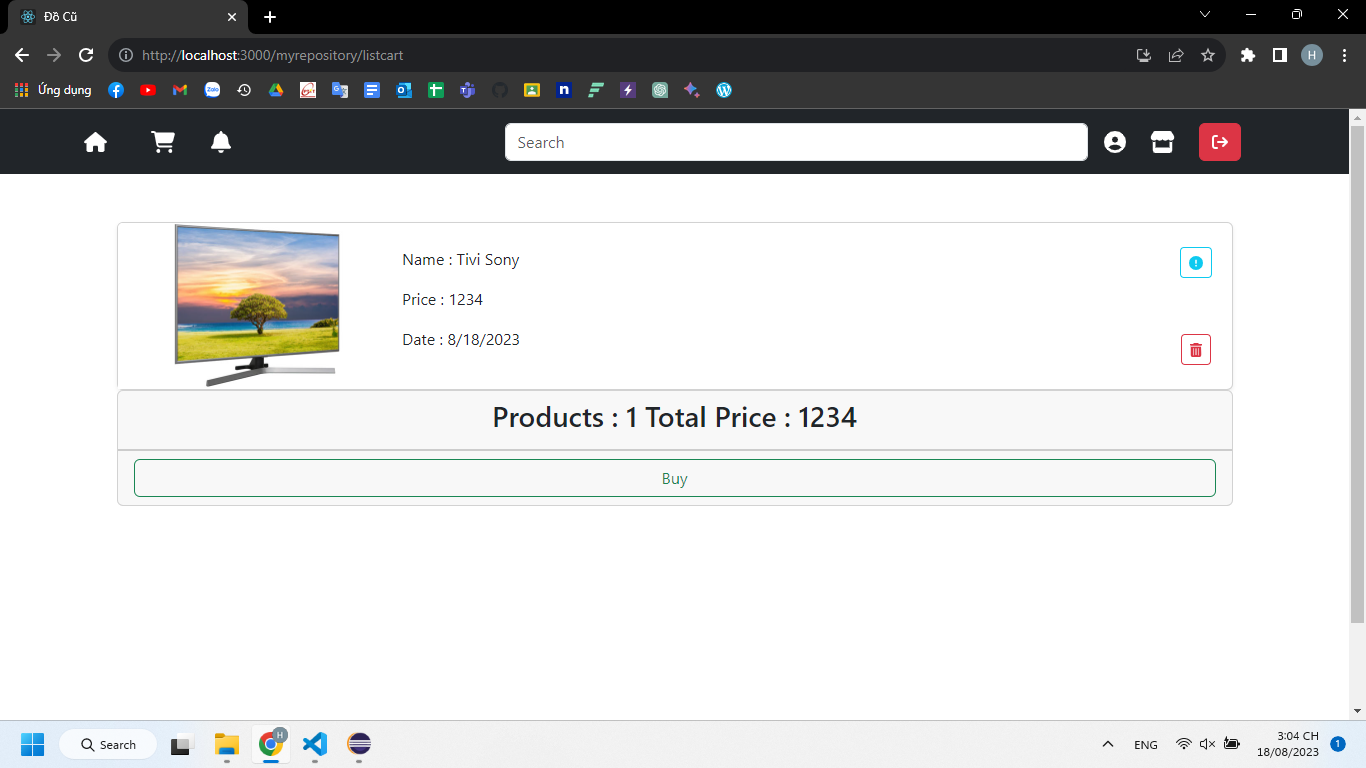 Đồ Cũ
http://localhost:3000/myrepository/listcart
H
Ứng dụng
Zalo
n
Search
Name : Tivi Sony
Price : 1234
Date : 8/18/2023
Products : 1 Total Price : 1234
Buy
Search
H
ENG
3:04 CH
18/08/2023
1